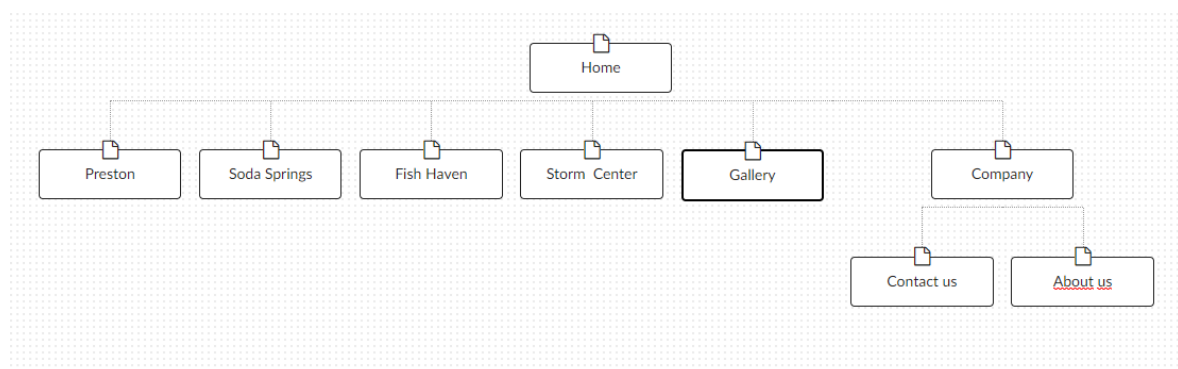 Home
Preston
Soda Springs
Fish Haven
Storm  Center
Gallery
Company
Contact us
About us